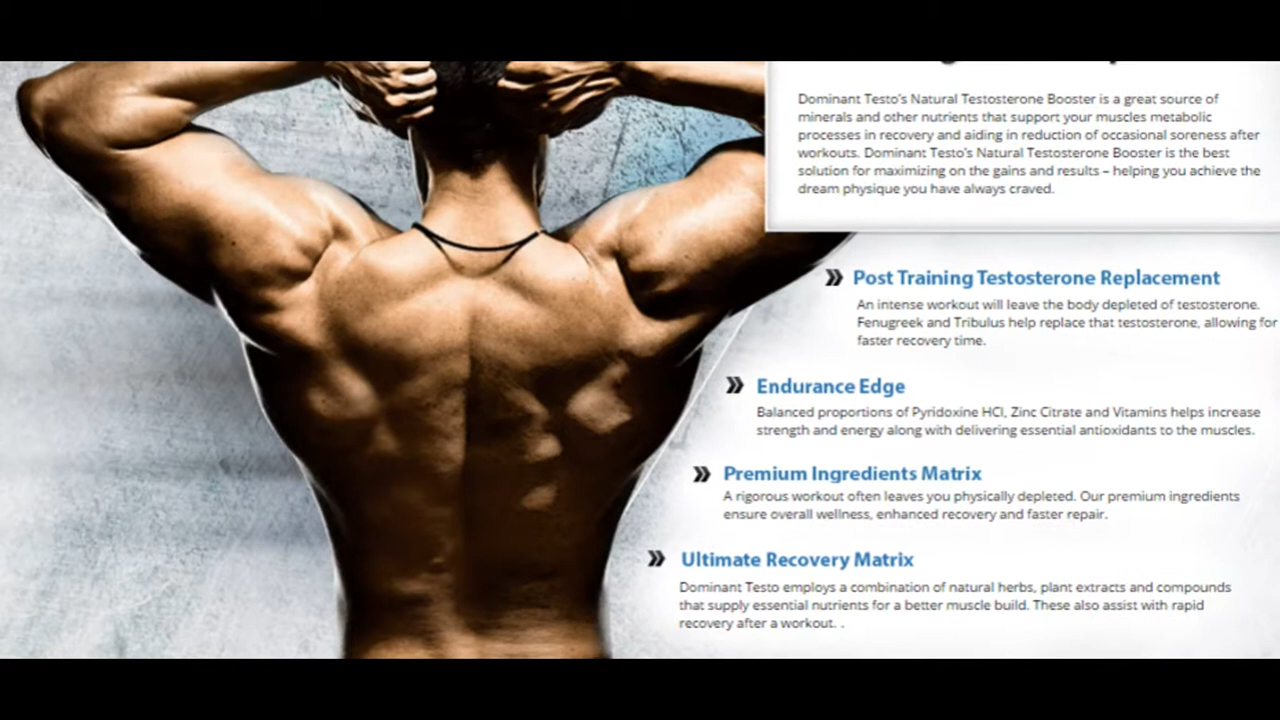 Dominant Testo's Natural Testosterone Booster is a great source of
minerals and other nutrients that support your muscles metabolic
processes in recovery and aiding in reduction of occasional soreness after
workouts. Dominant Testo's Natural Testosterone Booster is the best
solution for maximizing on the gains and results – helping you achieve the
dream physique you have always craved.
Post Training Testosterone Replacement
An intense workout will leave the body depleted of testosterone.
Fenugreek and Tribulus help replace that testosterone, allowing for
faster recovery time.
Endurance Edge
Balanced proportions of Pyridoxine HCl, Zinc Citrate and Vitamins helps increase
strength and energy along with delivering essential antioxidants to the muscles.
Premium Ingredients Matrix
A rigorous workout often leaves you physically depleted. Our premium ingredients
ensure overall wellness, enhanced recovery and faster repair.
Ultimate Recovery Matrix
Dominant Testo employs a combination of natural herbs, plant extracts and compounds
that supply essential nutrients for a better muscle build. These also assist with rapid
recovery after a workout. .